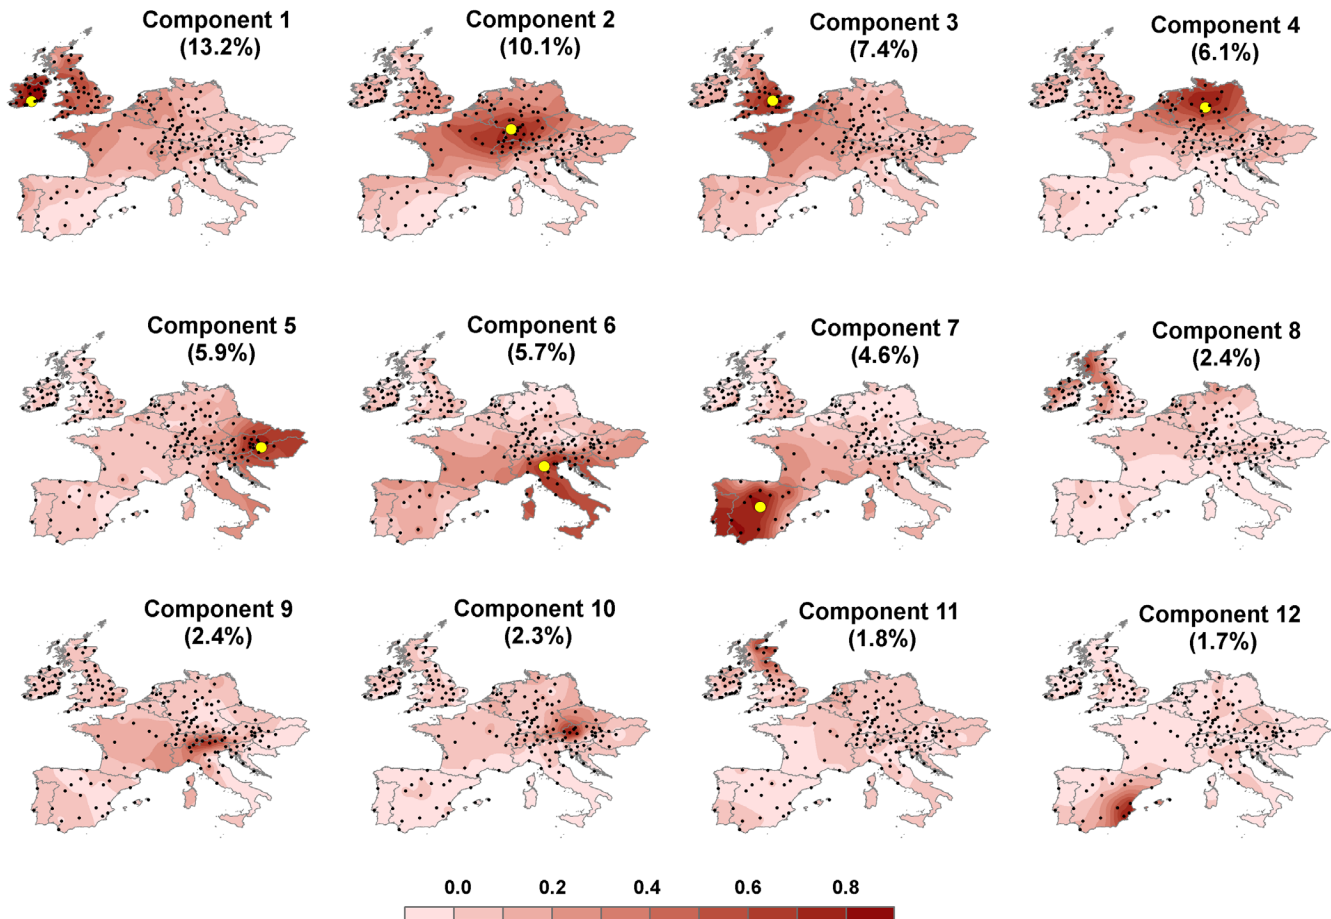 Component 1
(13.2%)
Component 2
(10.1%)
Component 3
(7.4%)
Component 4
(6.1%)
Component 5
(5.9%)
Component 6
(5.7%)
Component 7
(4.6%)
Component 8
(2.4%)
Component 9
(2.4%)
Component 10
(2.3%)
Component 11
(1.8%)
Component 12
(1.7%)
0.0 0.2 0.4 0.6 0.8